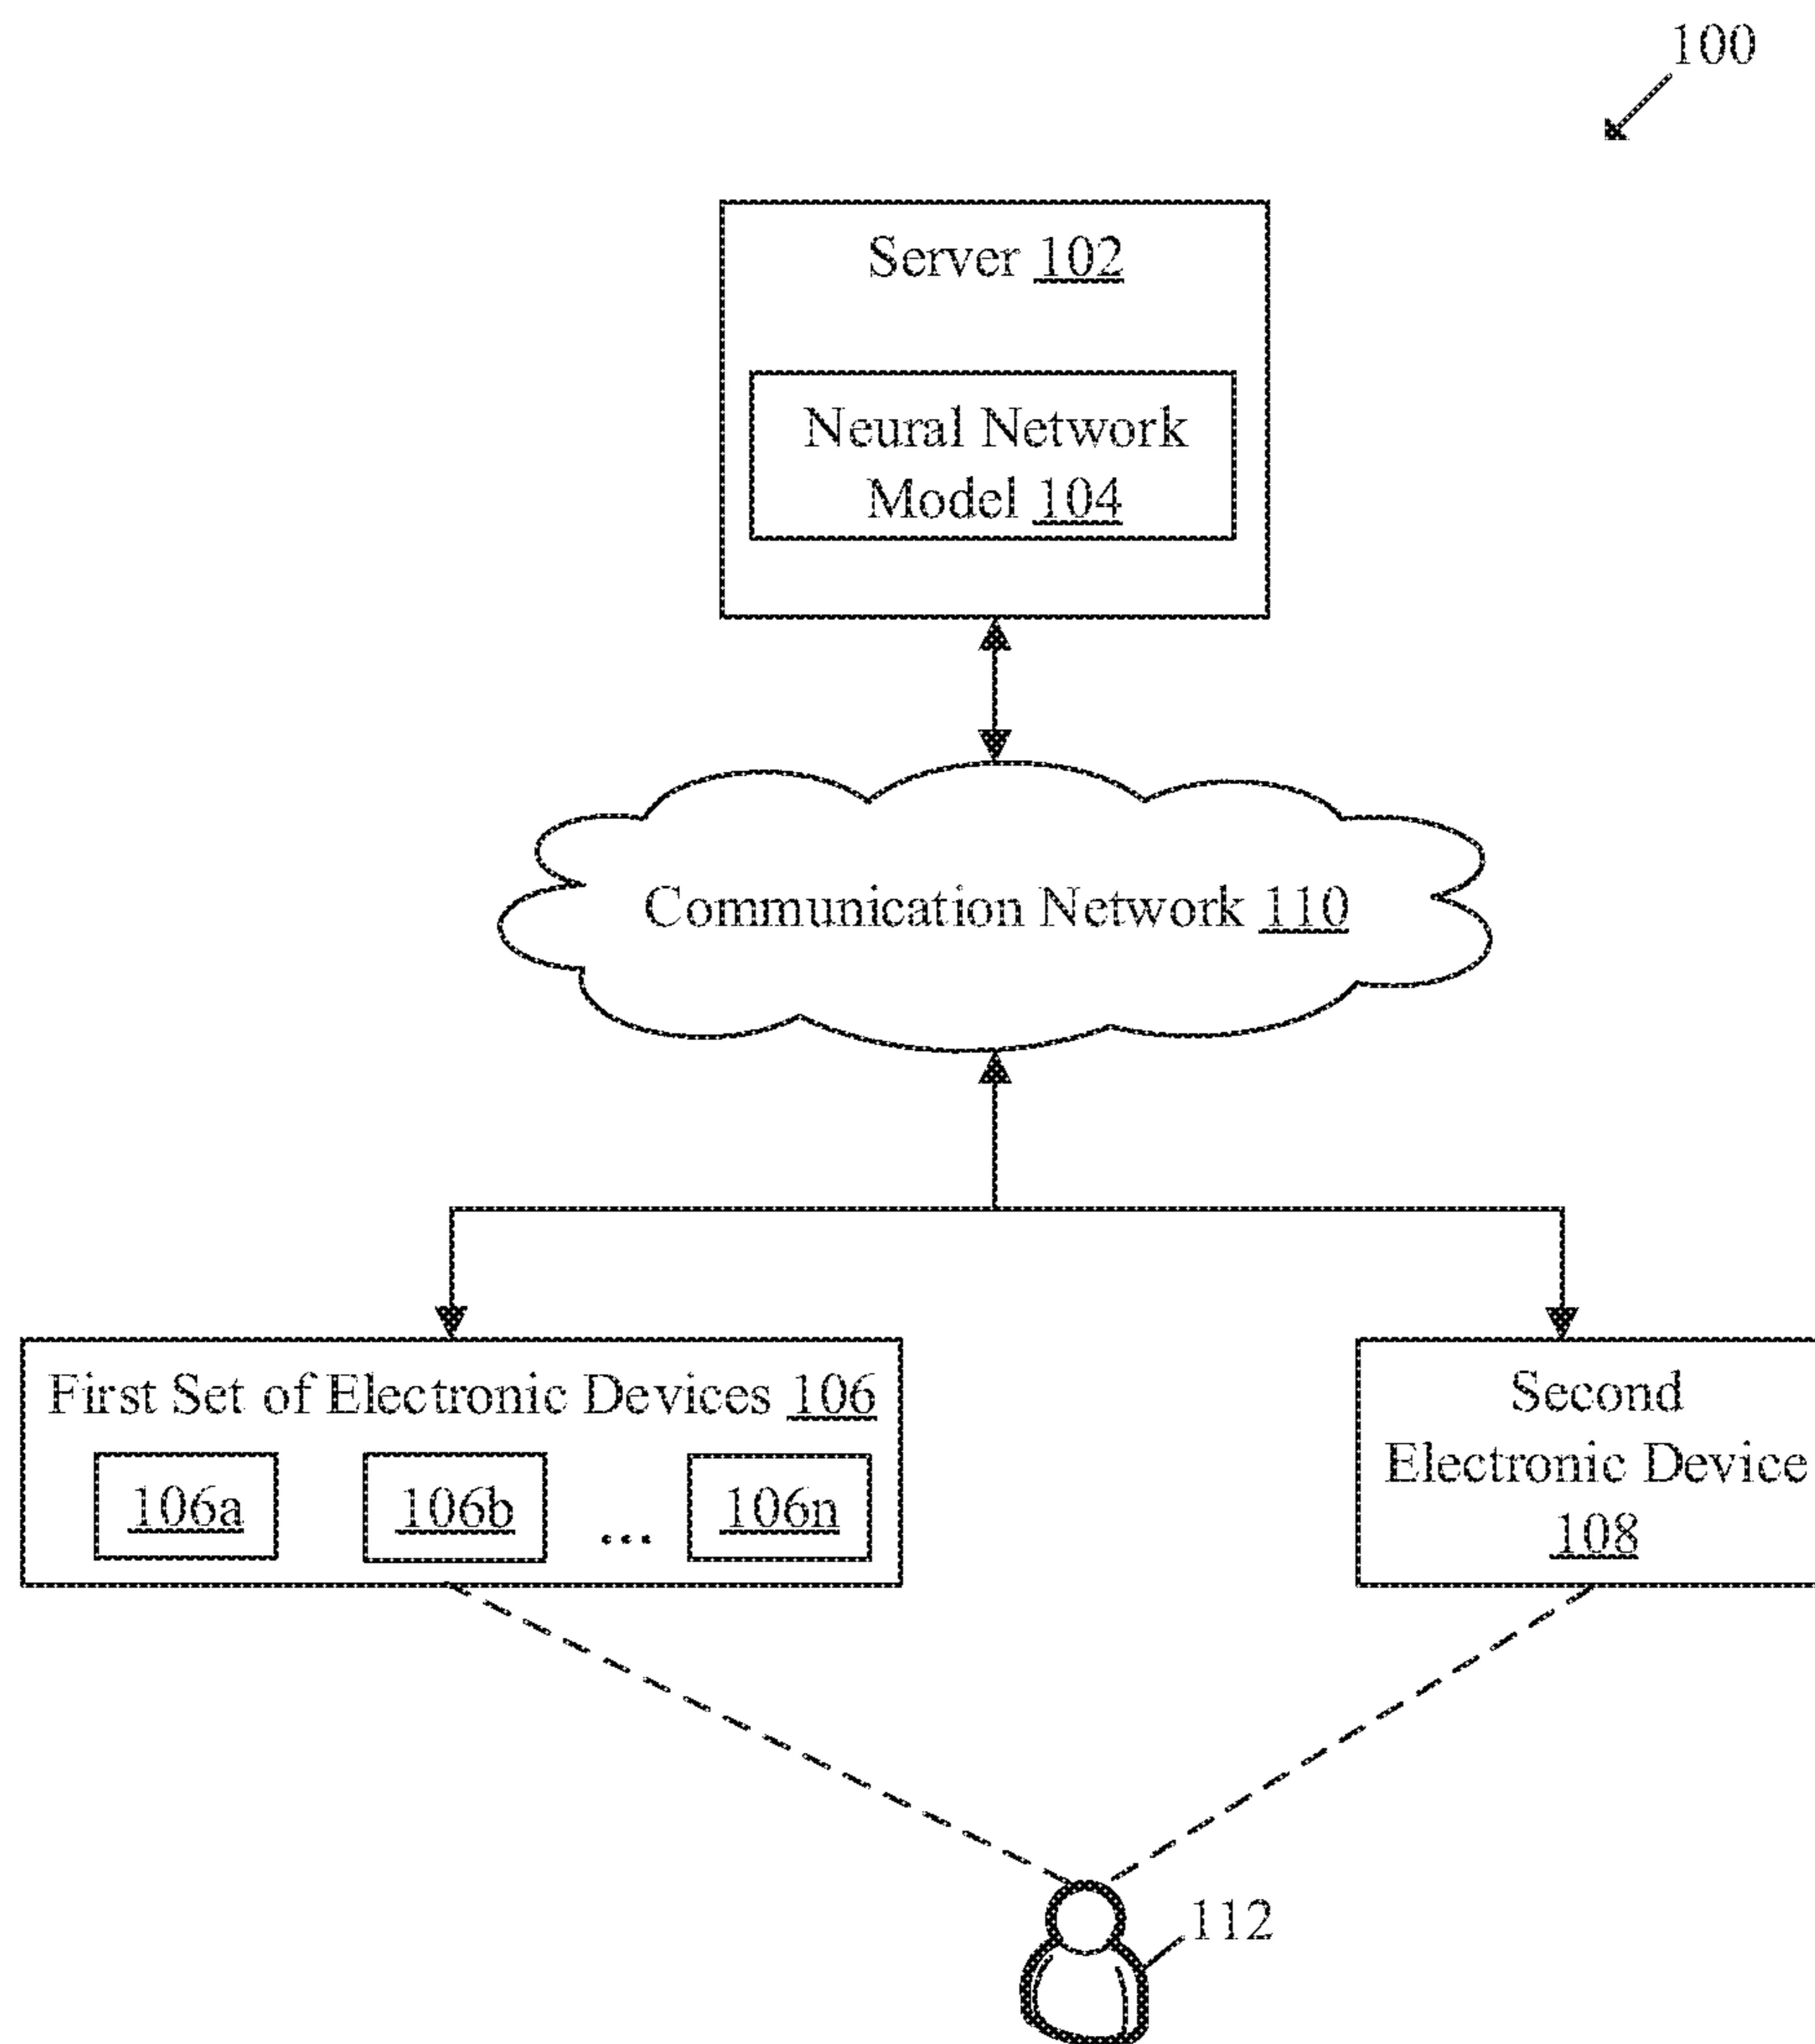 100
Server 102
Neural Network
Model 104
Communication Network 110
First Set of Electronic Devices 106
106a 106b ... 106n
Second
Electronic Device
108
112